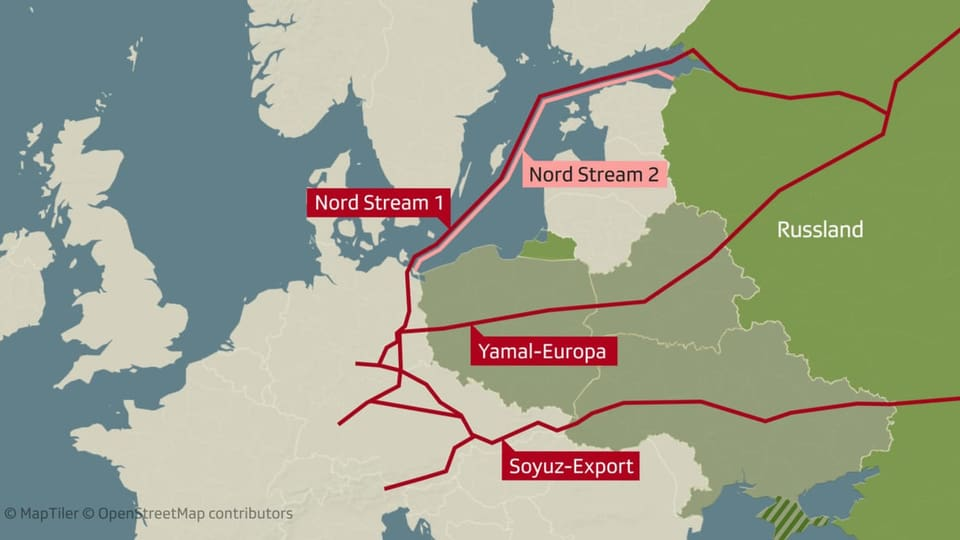 Nord Stream 2
Nord Stream 1
Russland
Yamal-Europa
Soyuz-Export
© MapTiler © OpenStreetMap contributors